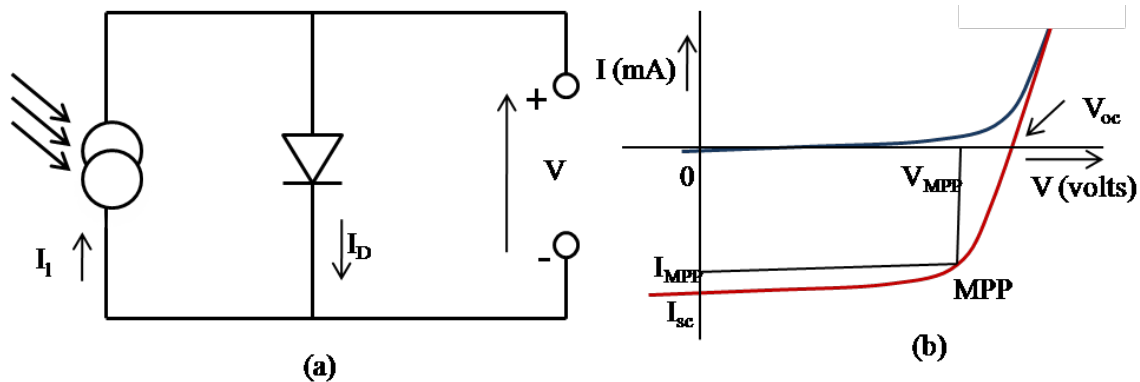 +
V
-
I_l
I_D
(a)
I (mA)
V_oc
0
V_MPP
V (volts)
I_MPP
MPP
I_sc
(b)